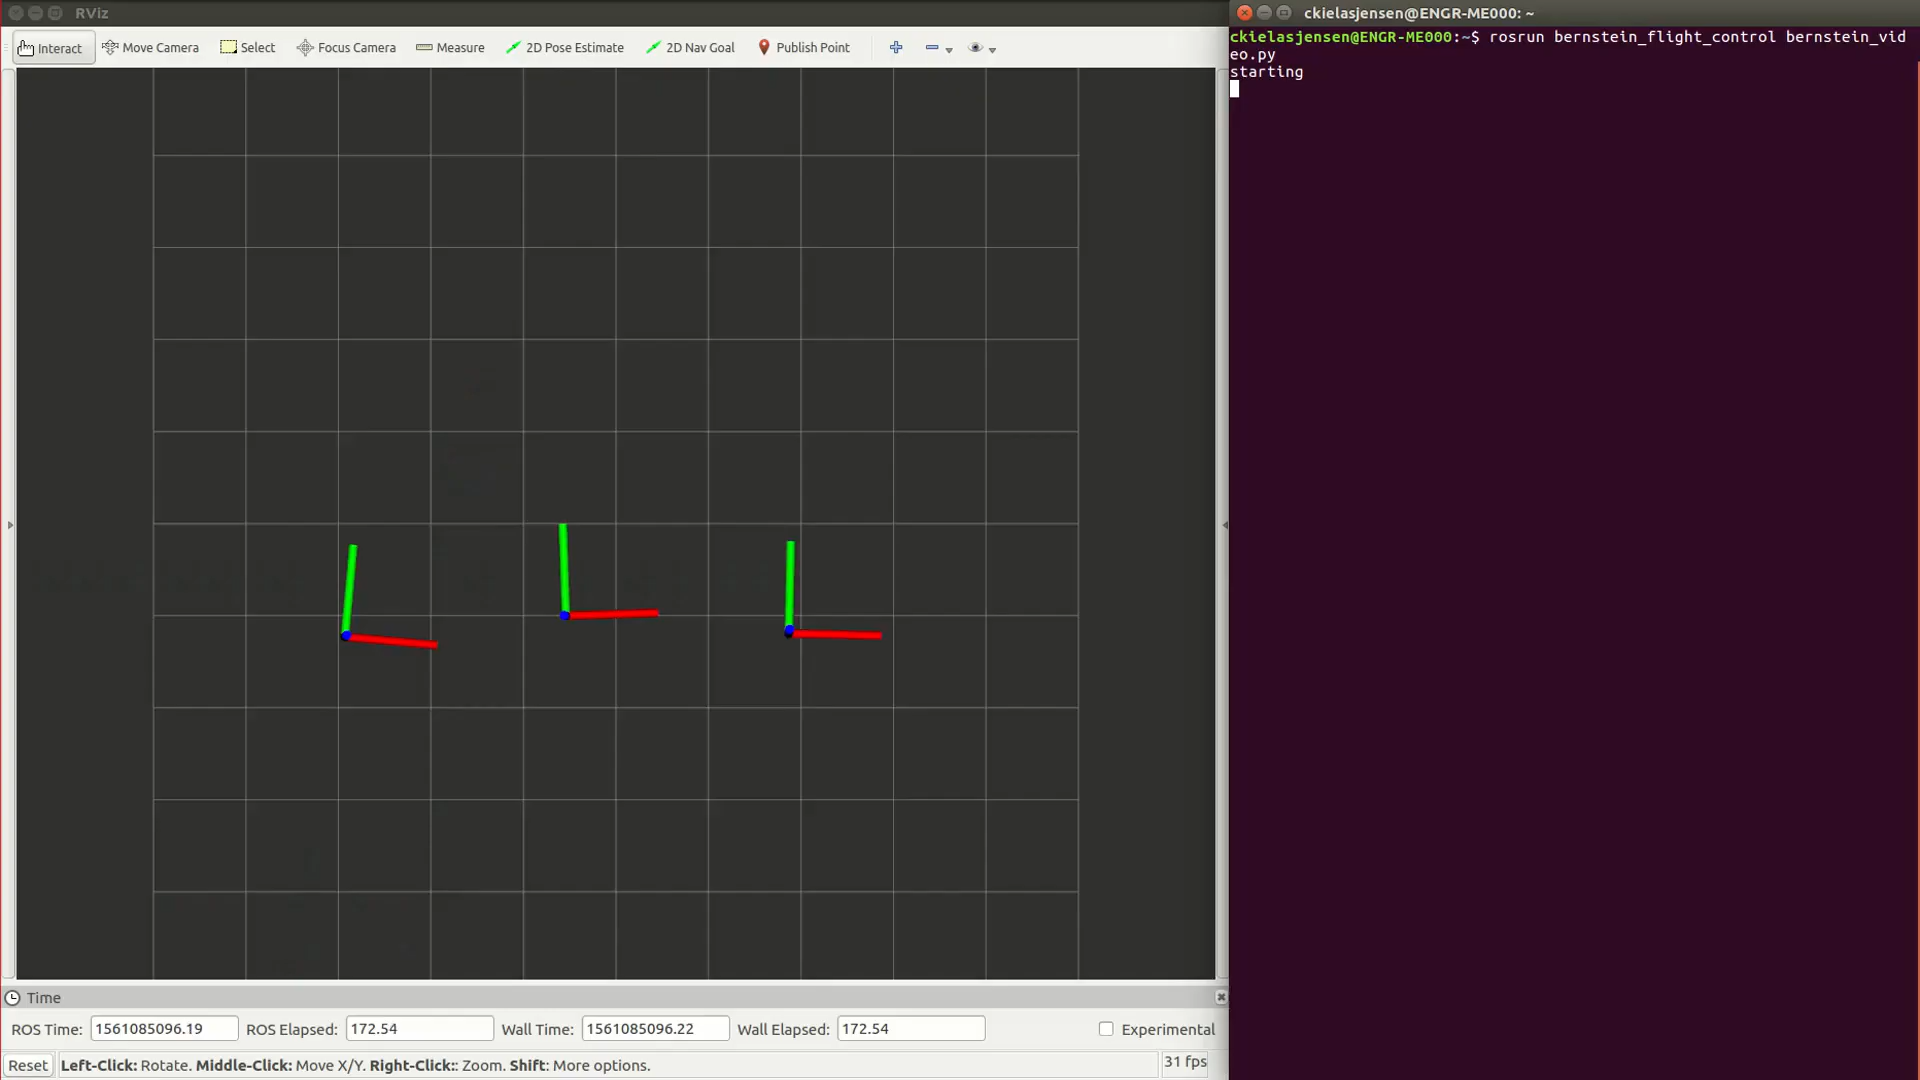 RViz
Interact Move Camera Select Focus Camera Measure 2D Pose Estimate 2D Nav Goal Publish Point
Time
ROS Time: 1561085096.19 ROS Elapsed: 172.54 Wall Time: 1561085096.22 Wall Elapsed: 172.54 Experimental
Reset Left-Click: Rotate. Middle-Click: Move X/Y. Right-Click:: Zoom. Shift: More options. 31 fps
ckielasjensen@ENGR-ME000: ~
ckielasjensen@ENGR-ME000:~$ rosrun bernstein_flight_control bernstein_vid
eo.py
starting